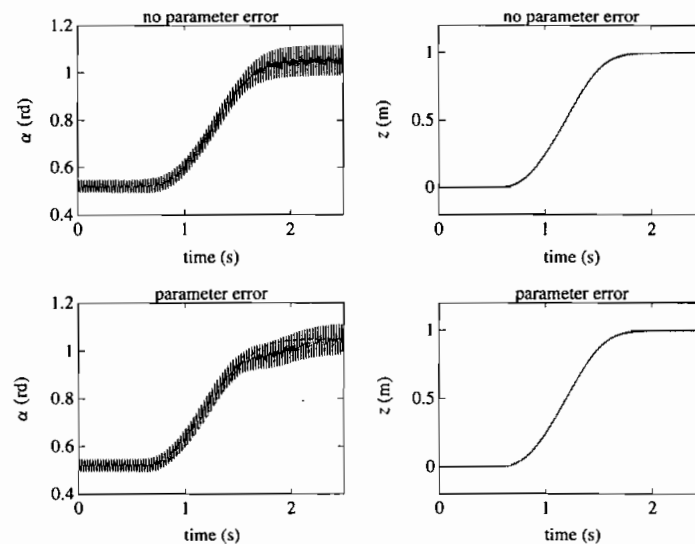 no parameter error
1.2
1
0.8
0.6
0.4
α (rd)
0
1
2
time (s)
no parameter error
1
0.5
0
z (m)
0
1
2
time (s)
parameter error
1.2
1
0.8
0.6
0.4
α (rd)
0
1
2
time (s)
parameter error
1
0.5
0
z (m)
0
1
2
time (s)